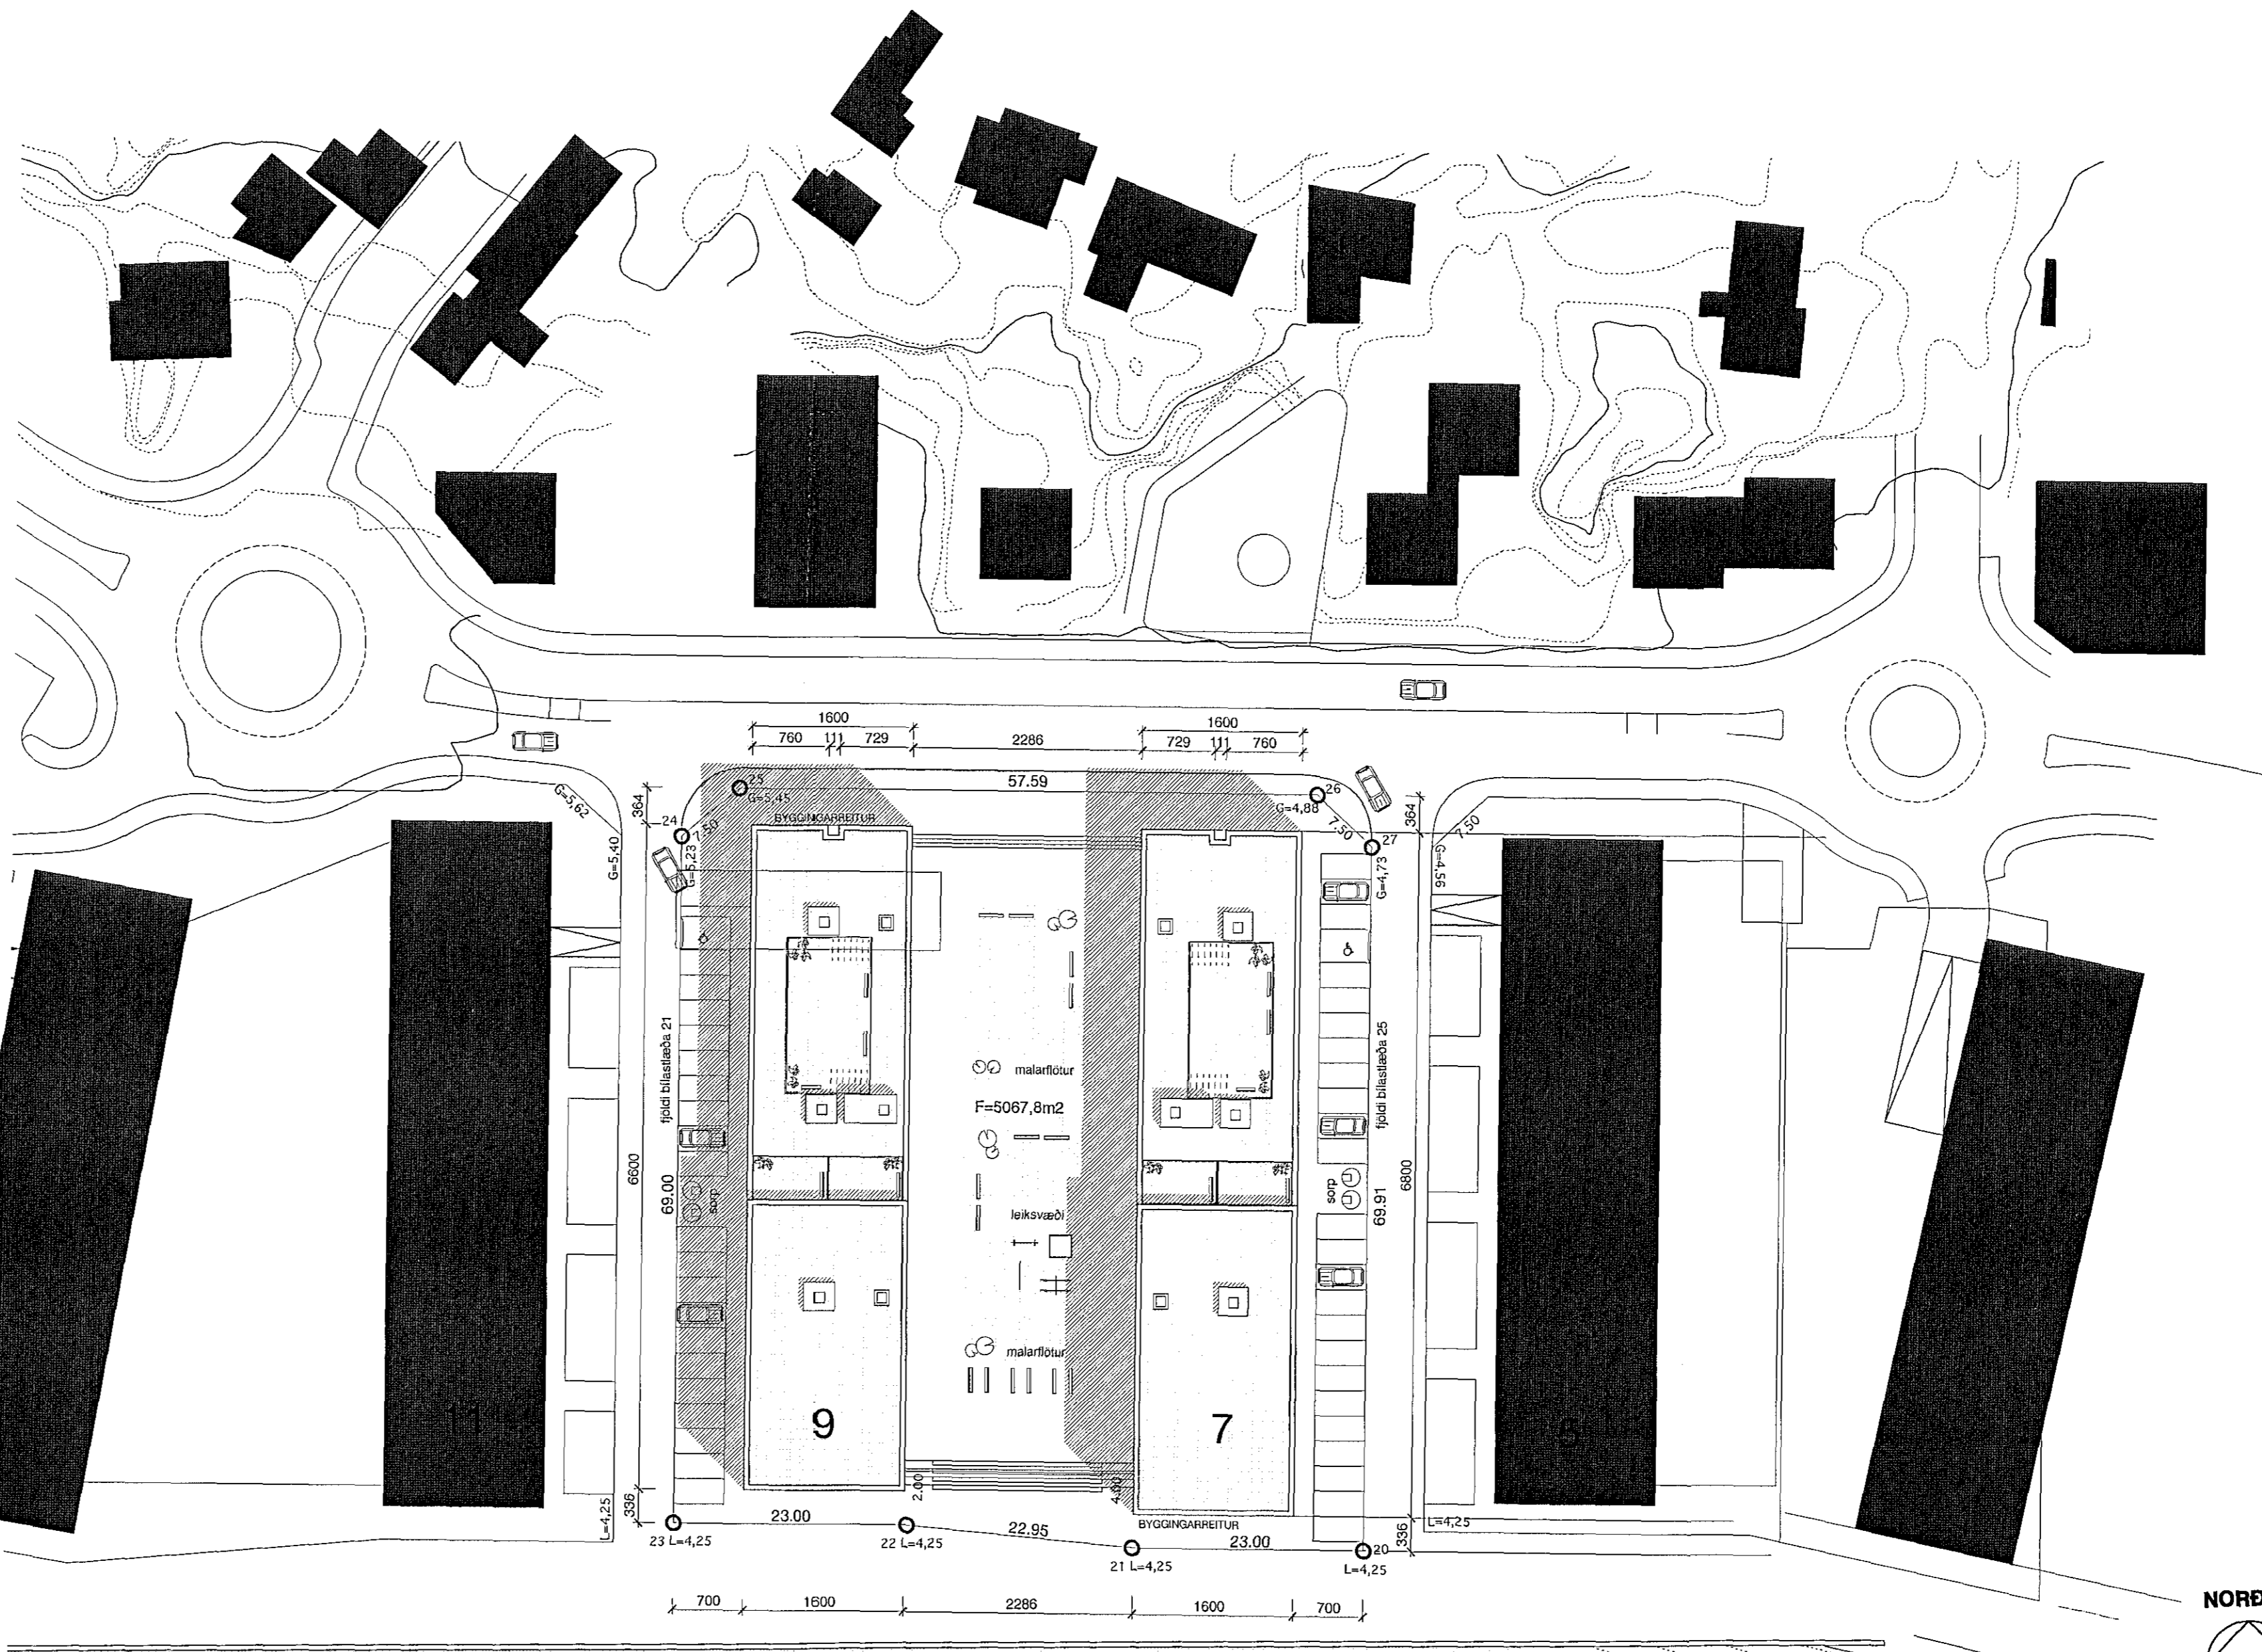 1600
1600
760 111 729
2286
729 111 760
57.59
25
G=5,45
26
G=4,88
364
364
24
7.50
7.50
27
7.50
G=5,62
G=5,40
G=5,23
G=4,73
G=4,56
BYGGINGARREITUR
fjöldi bílastæða 21
fjöldi bílastæða 25
malarflötur
F=5067,8m2
6600
69.00
sorp
sorp
69.91
6800
leiksvæði
malarflötur
11
9
7
5
336
L=4,25
23.00
2.00
4.00
22.95
BYGGINGARREITUR
23.00
L=4,25
336
23 L=4,25
22 L=4,25
21 L=4,25
20
L=4,25
700
1600
2286
1600
700
NORÐ